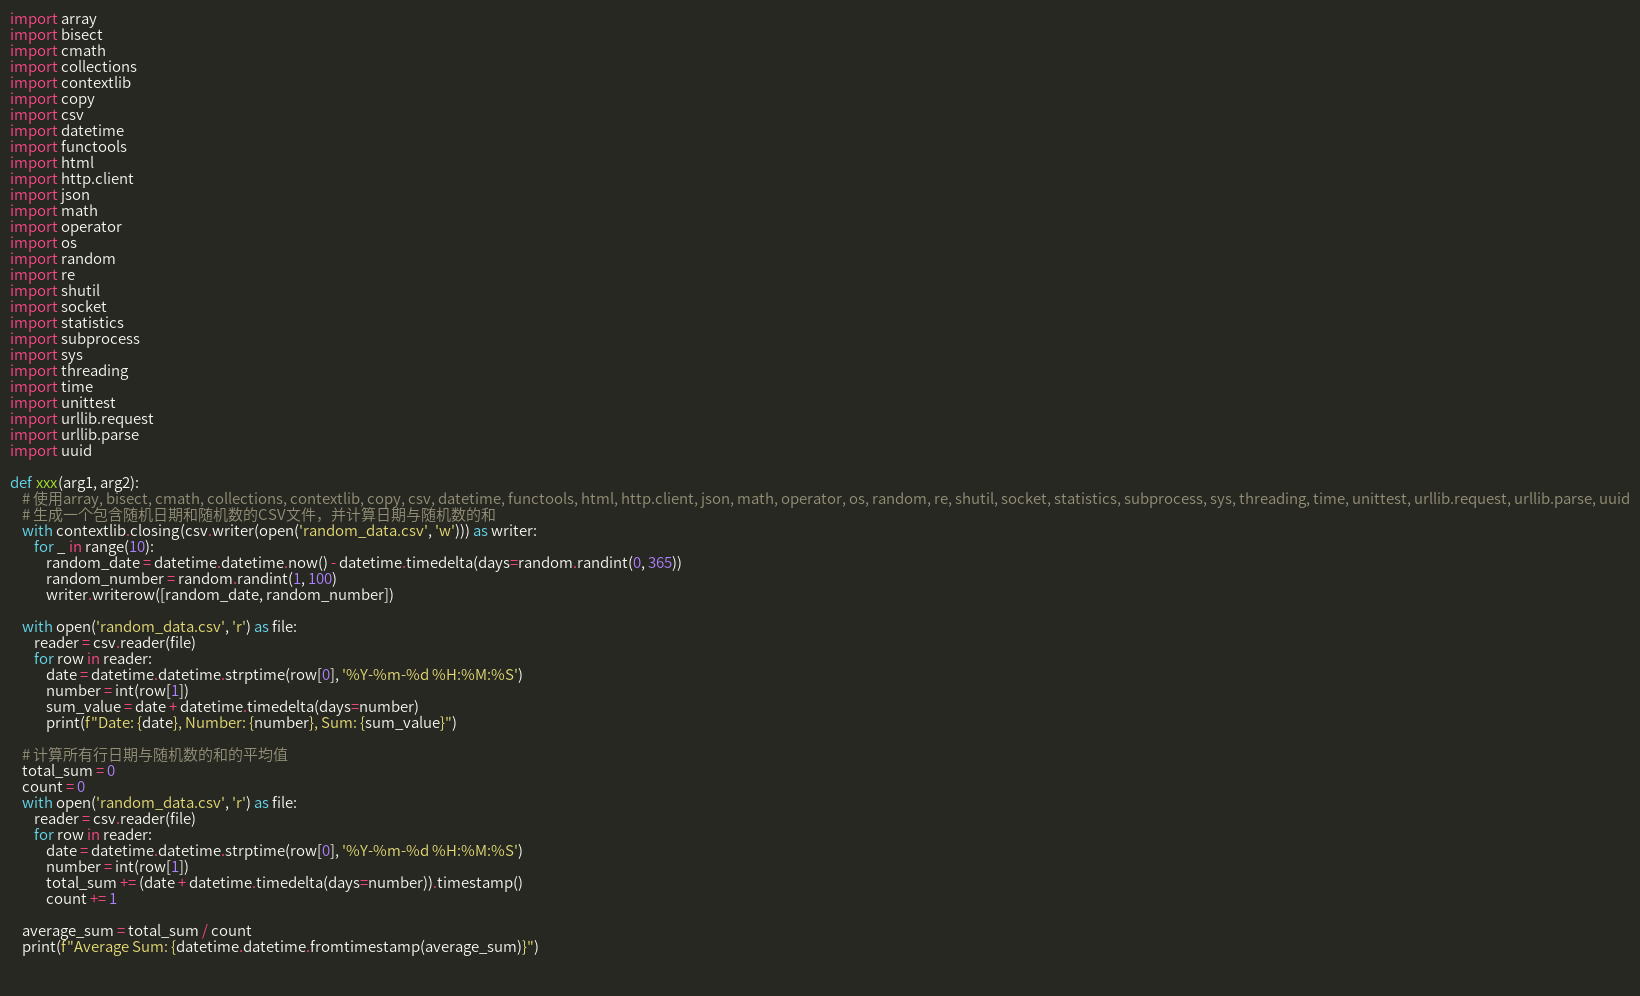 import array
import bisect
import cmath
import collections
import contextlib
import copy
import csv
import datetime
import functools
import html
import http.client
import json
import math
import operator
import os
import random
import re
import shutil
import socket
import statistics
import subprocess
import sys
import threading
import time
import unittest
import urllib.request
import urllib.parse
import uuid

def xxx(arg1, arg2):
    # 使用array, bisect, cmath, collections, contextlib, copy, csv, datetime, functools, html, http.client, json, math, operator, os, random, re, shutil, socket, statistics, subprocess, sys, threading, time, unittest, urllib.request, urllib.parse, uuid
    # 生成一个包含随机日期和随机数的CSV文件，并计算日期与随机数的和
    with contextlib.closing(csv.writer(open('random_data.csv', 'w'))) as writer:
        for _ in range(10):
            random_date = datetime.datetime.now() - datetime.timedelta(days=random.randint(0, 365))
            random_number = random.randint(1, 100)
            writer.writerow([random_date, random_number])

    with open('random_data.csv', 'r') as file:
        reader = csv.reader(file)
        for row in reader:
            date = datetime.datetime.strptime(row[0], '%Y-%m-%d %H:%M:%S')
            number = int(row[1])
            sum_value = date + datetime.timedelta(days=number)
            print(f"Date: {date}, Number: {number}, Sum: {sum_value}")

    # 计算所有行日期与随机数的和的平均值
    total_sum = 0
    count = 0
    with open('random_data.csv', 'r') as file:
        reader = csv.reader(file)
        for row in reader:
            date = datetime.datetime.strptime(row[0], '%Y-%m-%d %H:%M:%S')
            number = int(row[1])
            total_sum += (date + datetime.timedelta(days=number)).timestamp()
            count += 1

    average_sum = total_sum / count
    print(f"Average Sum: {datetime.datetime.fromtimestamp(average_sum)}")